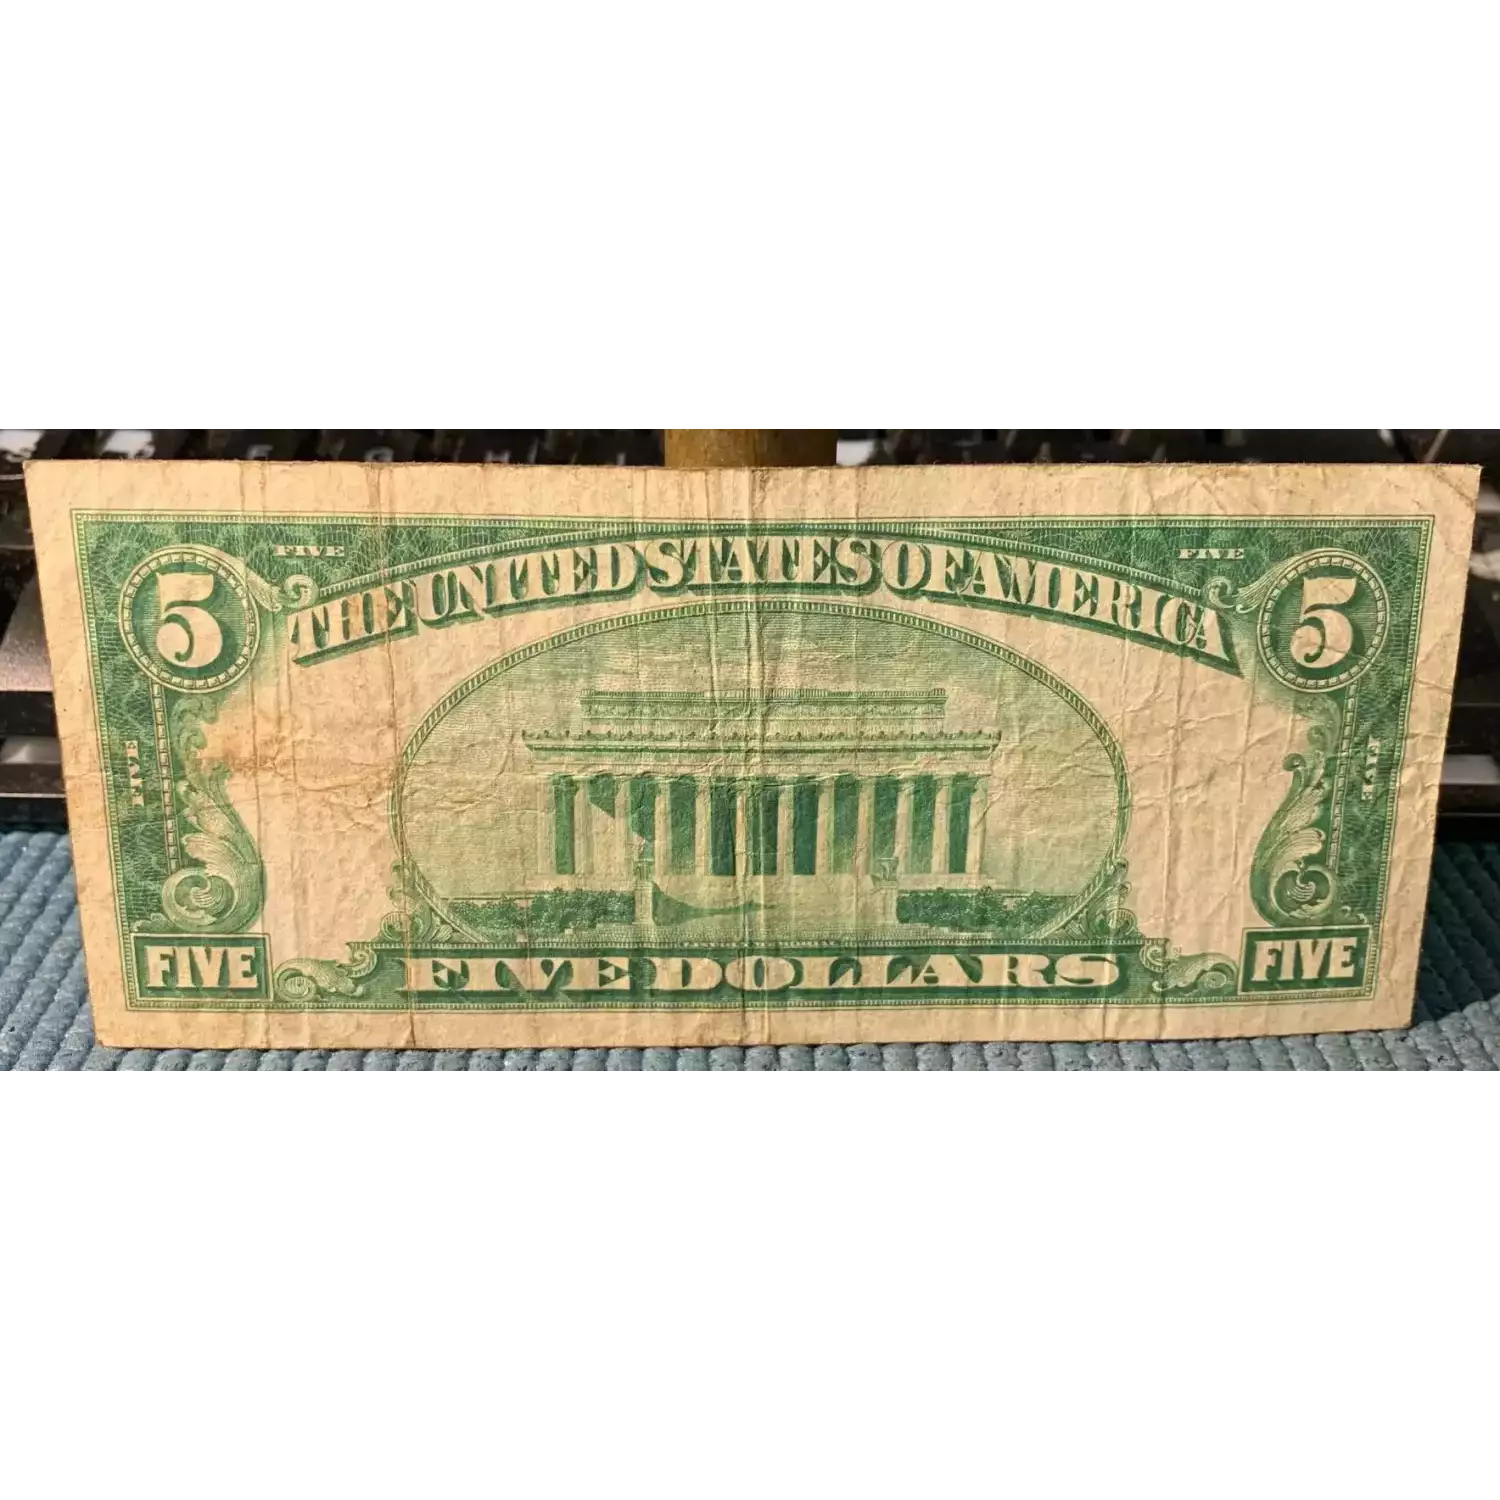 FIVE FIVE
5 THE UNITED STATES OF AMERICA 5
FIVE FIVE
FIVE FIVE DOLLARS FIVE